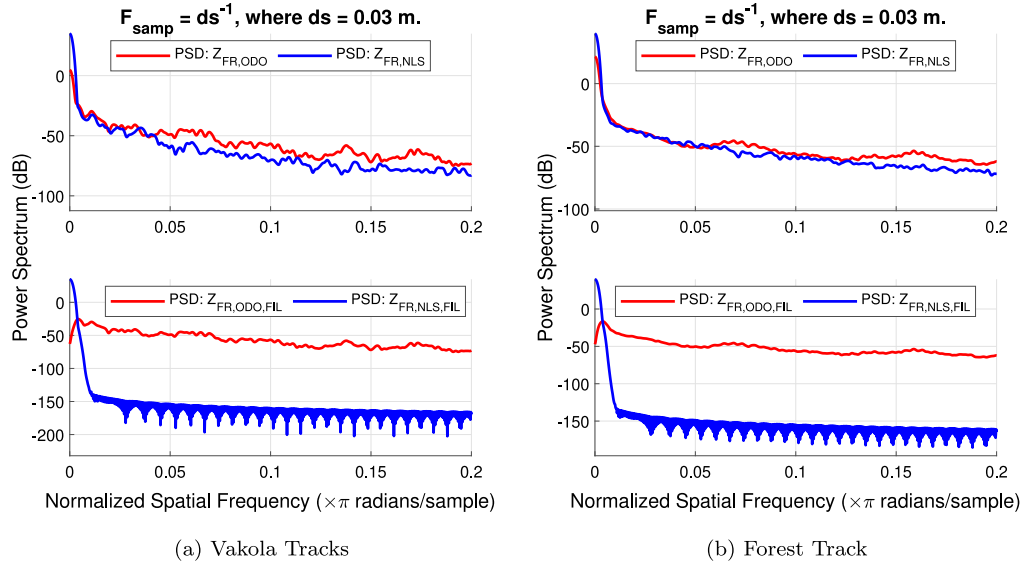 F_samp = ds^-1, where ds = 0.03 m.
PSD: Z_FR,ODO PSD: Z_FR,NLS
0
-50
-100
0 0.05 0.1 0.15 0.2
Power Spectrum (dB)
PSD: Z_FR,ODO,FIL PSD: Z_FR,NLS,FIL
0
-50
-100
-150
-200
0 0.05 0.1 0.15 0.2
Normalized Spatial Frequency (×π radians/sample)
(a) Vakola Tracks
F_samp = ds^-1, where ds = 0.03 m.
PSD: Z_FR,ODO PSD: Z_FR,NLS
0
-50
-100
0 0.05 0.1 0.15 0.2
Power Spectrum (dB)
PSD: Z_FR,ODO,FIL PSD: Z_FR,NLS,FIL
0
-50
-100
-150
0 0.05 0.1 0.15 0.2
Normalized Spatial Frequency (×π radians/sample)
(b) Forest Track